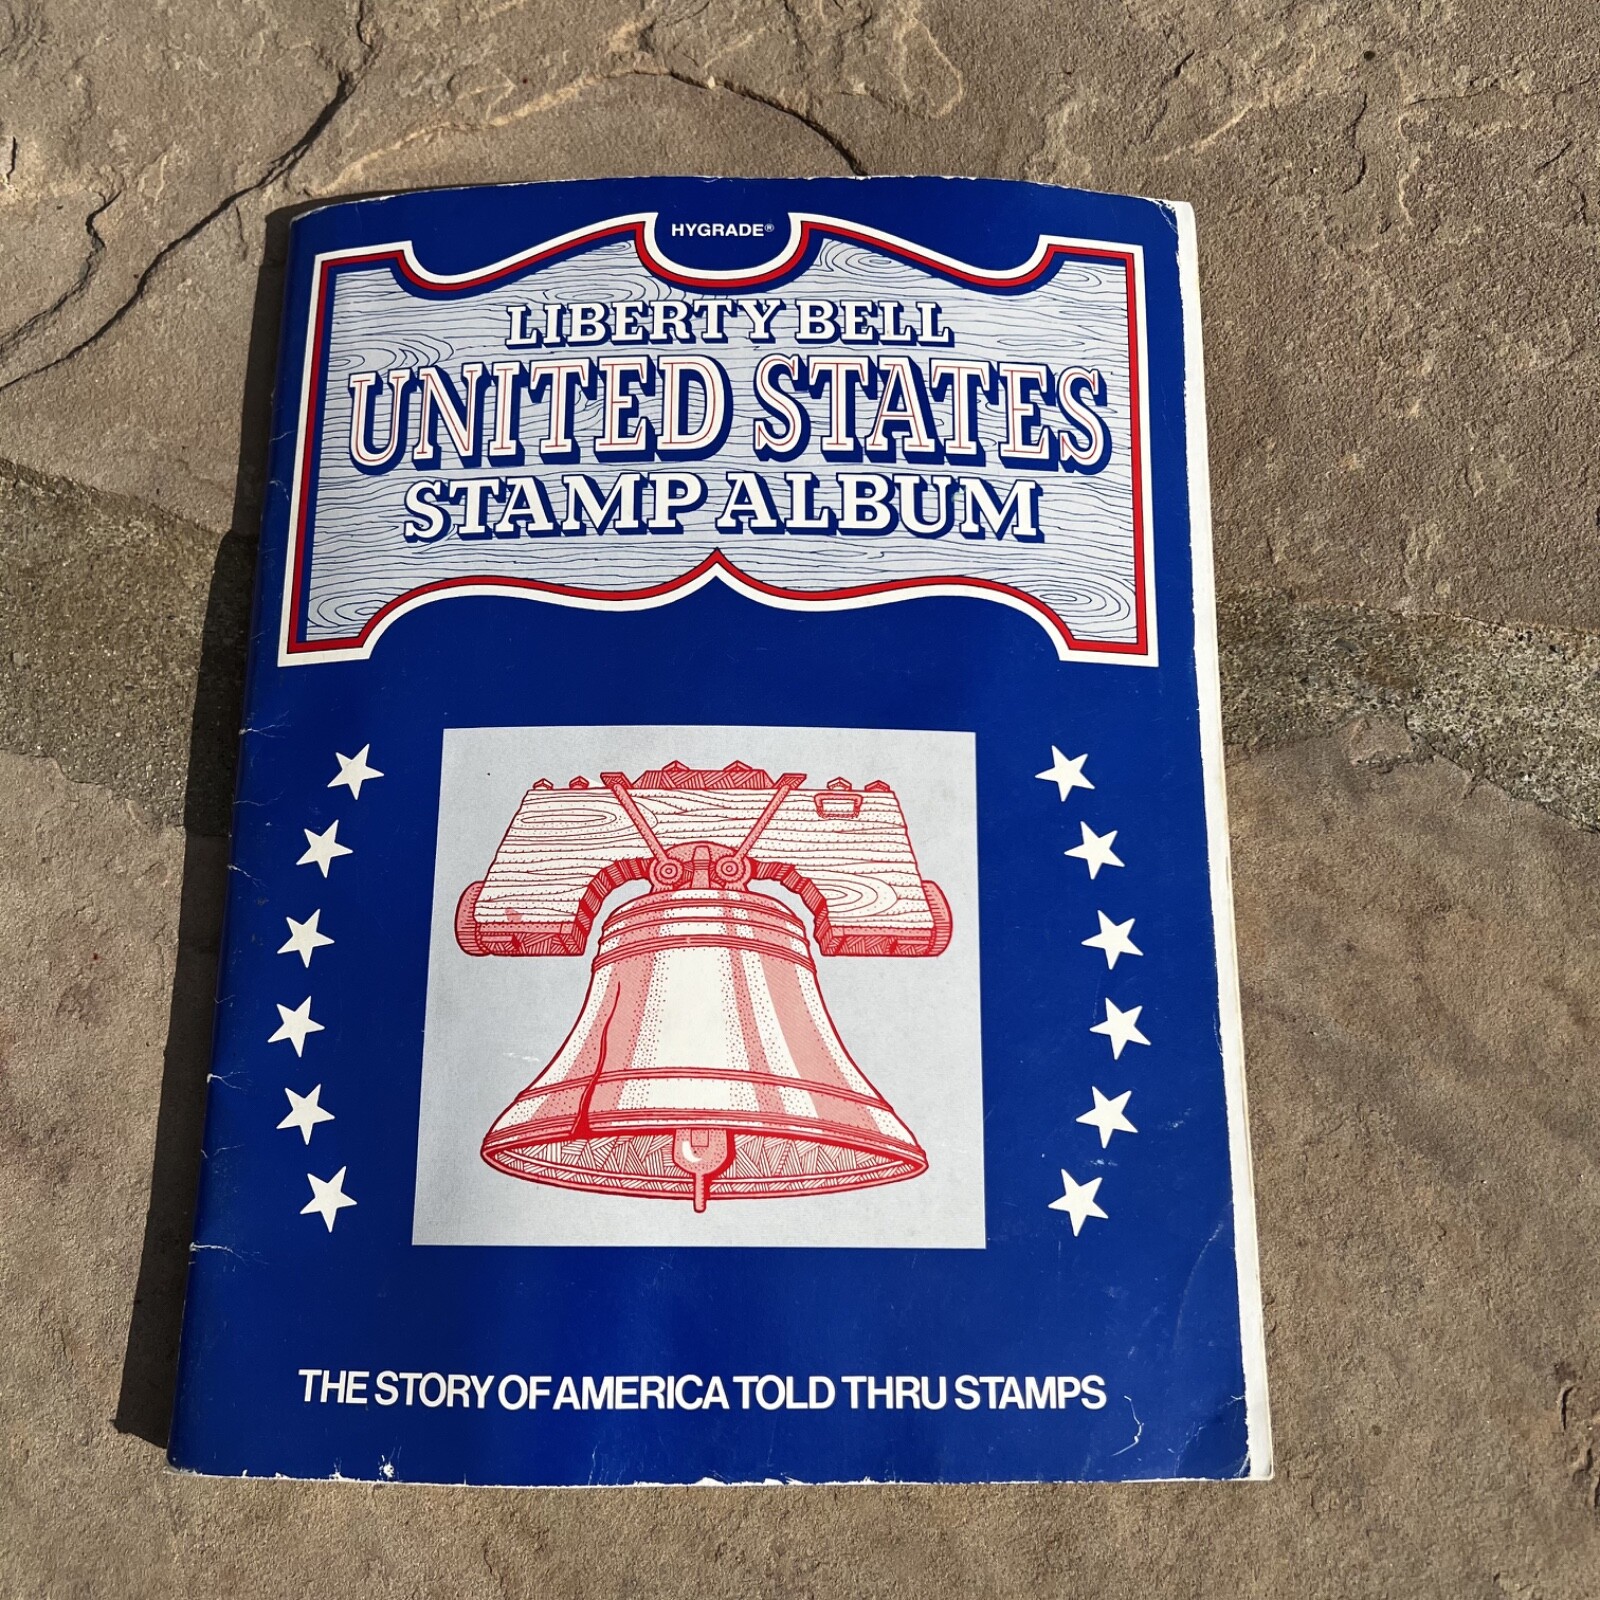 HYGRADE®
LIBERTY BELL
UNITED STATES
STAMP ALBUM
THE STORY OF AMERICA TOLD THRU STAMPS